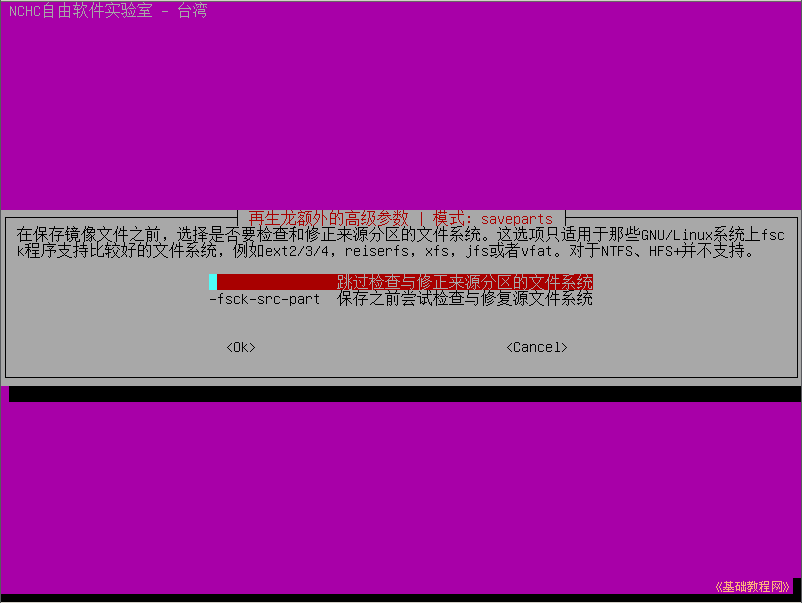 NCHC自由软件实验室 - 台湾
再生龙额外的高级参数 | 模式: saveparts
在保存镜像文件之前，选择是否要检查和修正来源分区的文件系统。这选项只适用于那些GNU/Linux系统上fsc
k程序支持比较好的文件系统，例如ext2/3/4, reiserfs, xfs, jfs或者vfat。对于NTFS、HFS+并不支持。
跳过检查与修正来源分区的文件系统
-fsck-src-part 保存之前尝试检查与修复源文件系统
<Ok> <Cancel>
《基础教程网》